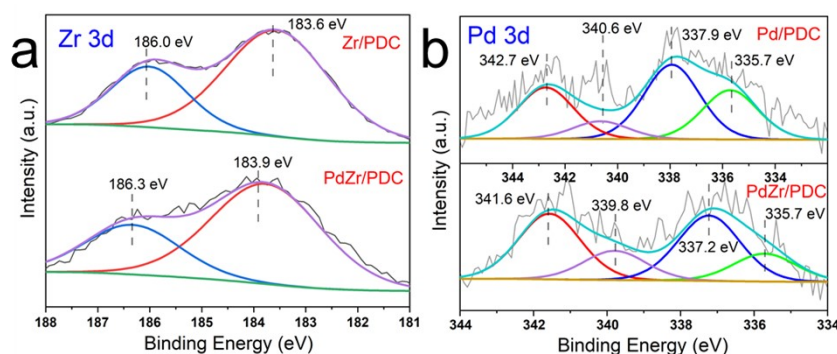 a
Zr 3d
186.0 eV
183.6 eV
Zr/PDC
186.3 eV
183.9 eV
PdZr/PDC
Intensity (a.u.)
188 187 186 185 184 183 182 181
Binding Energy (eV)
b
Pd 3d
342.7 eV
340.6 eV
337.9 eV
335.7 eV
Pd/PDC
344 342 340 338 336 334
341.6 eV
339.8 eV
337.2 eV
335.7 eV
PdZr/PDC
Intensity (a.u.)
344 342 340 338 336 334
Binding Energy (eV)